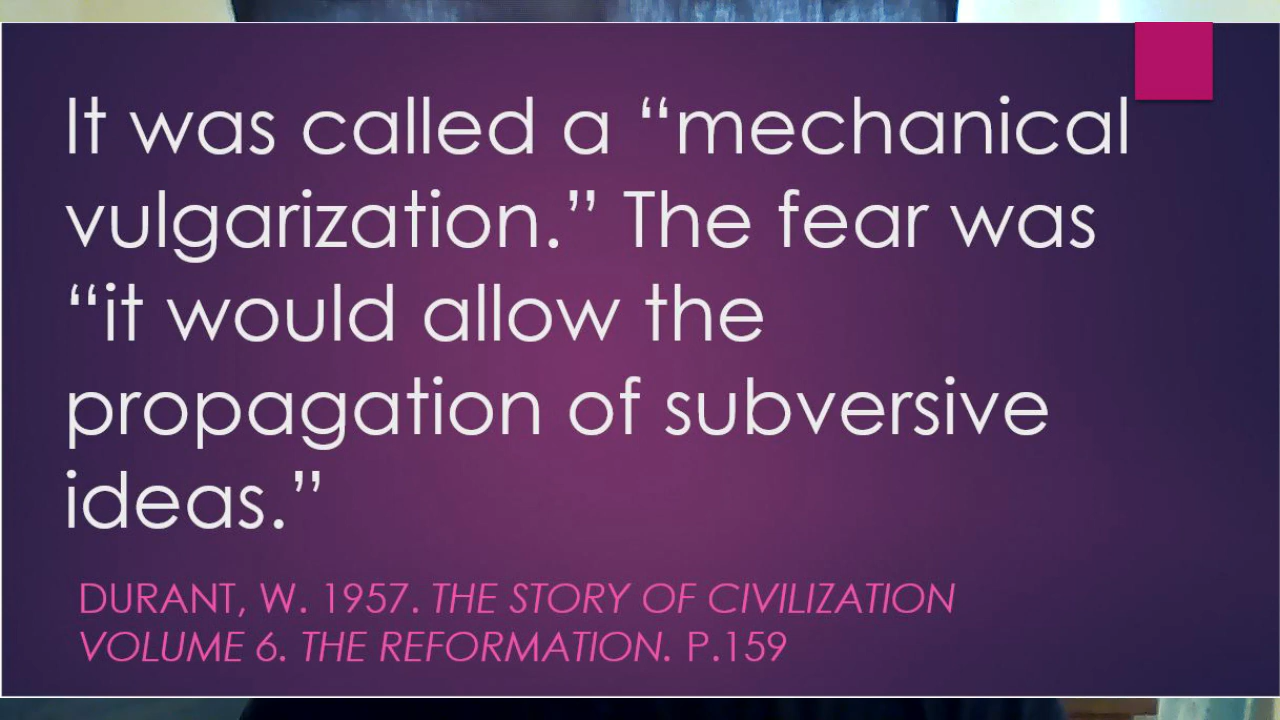 It was called a “mechanical
vulgarization.” The fear was
“it would allow the
propagation of subversive
ideas.”
DURANT, W. 1957. THE STORY OF CIVILIZATION
VOLUME 6. THE REFORMATION. P.159